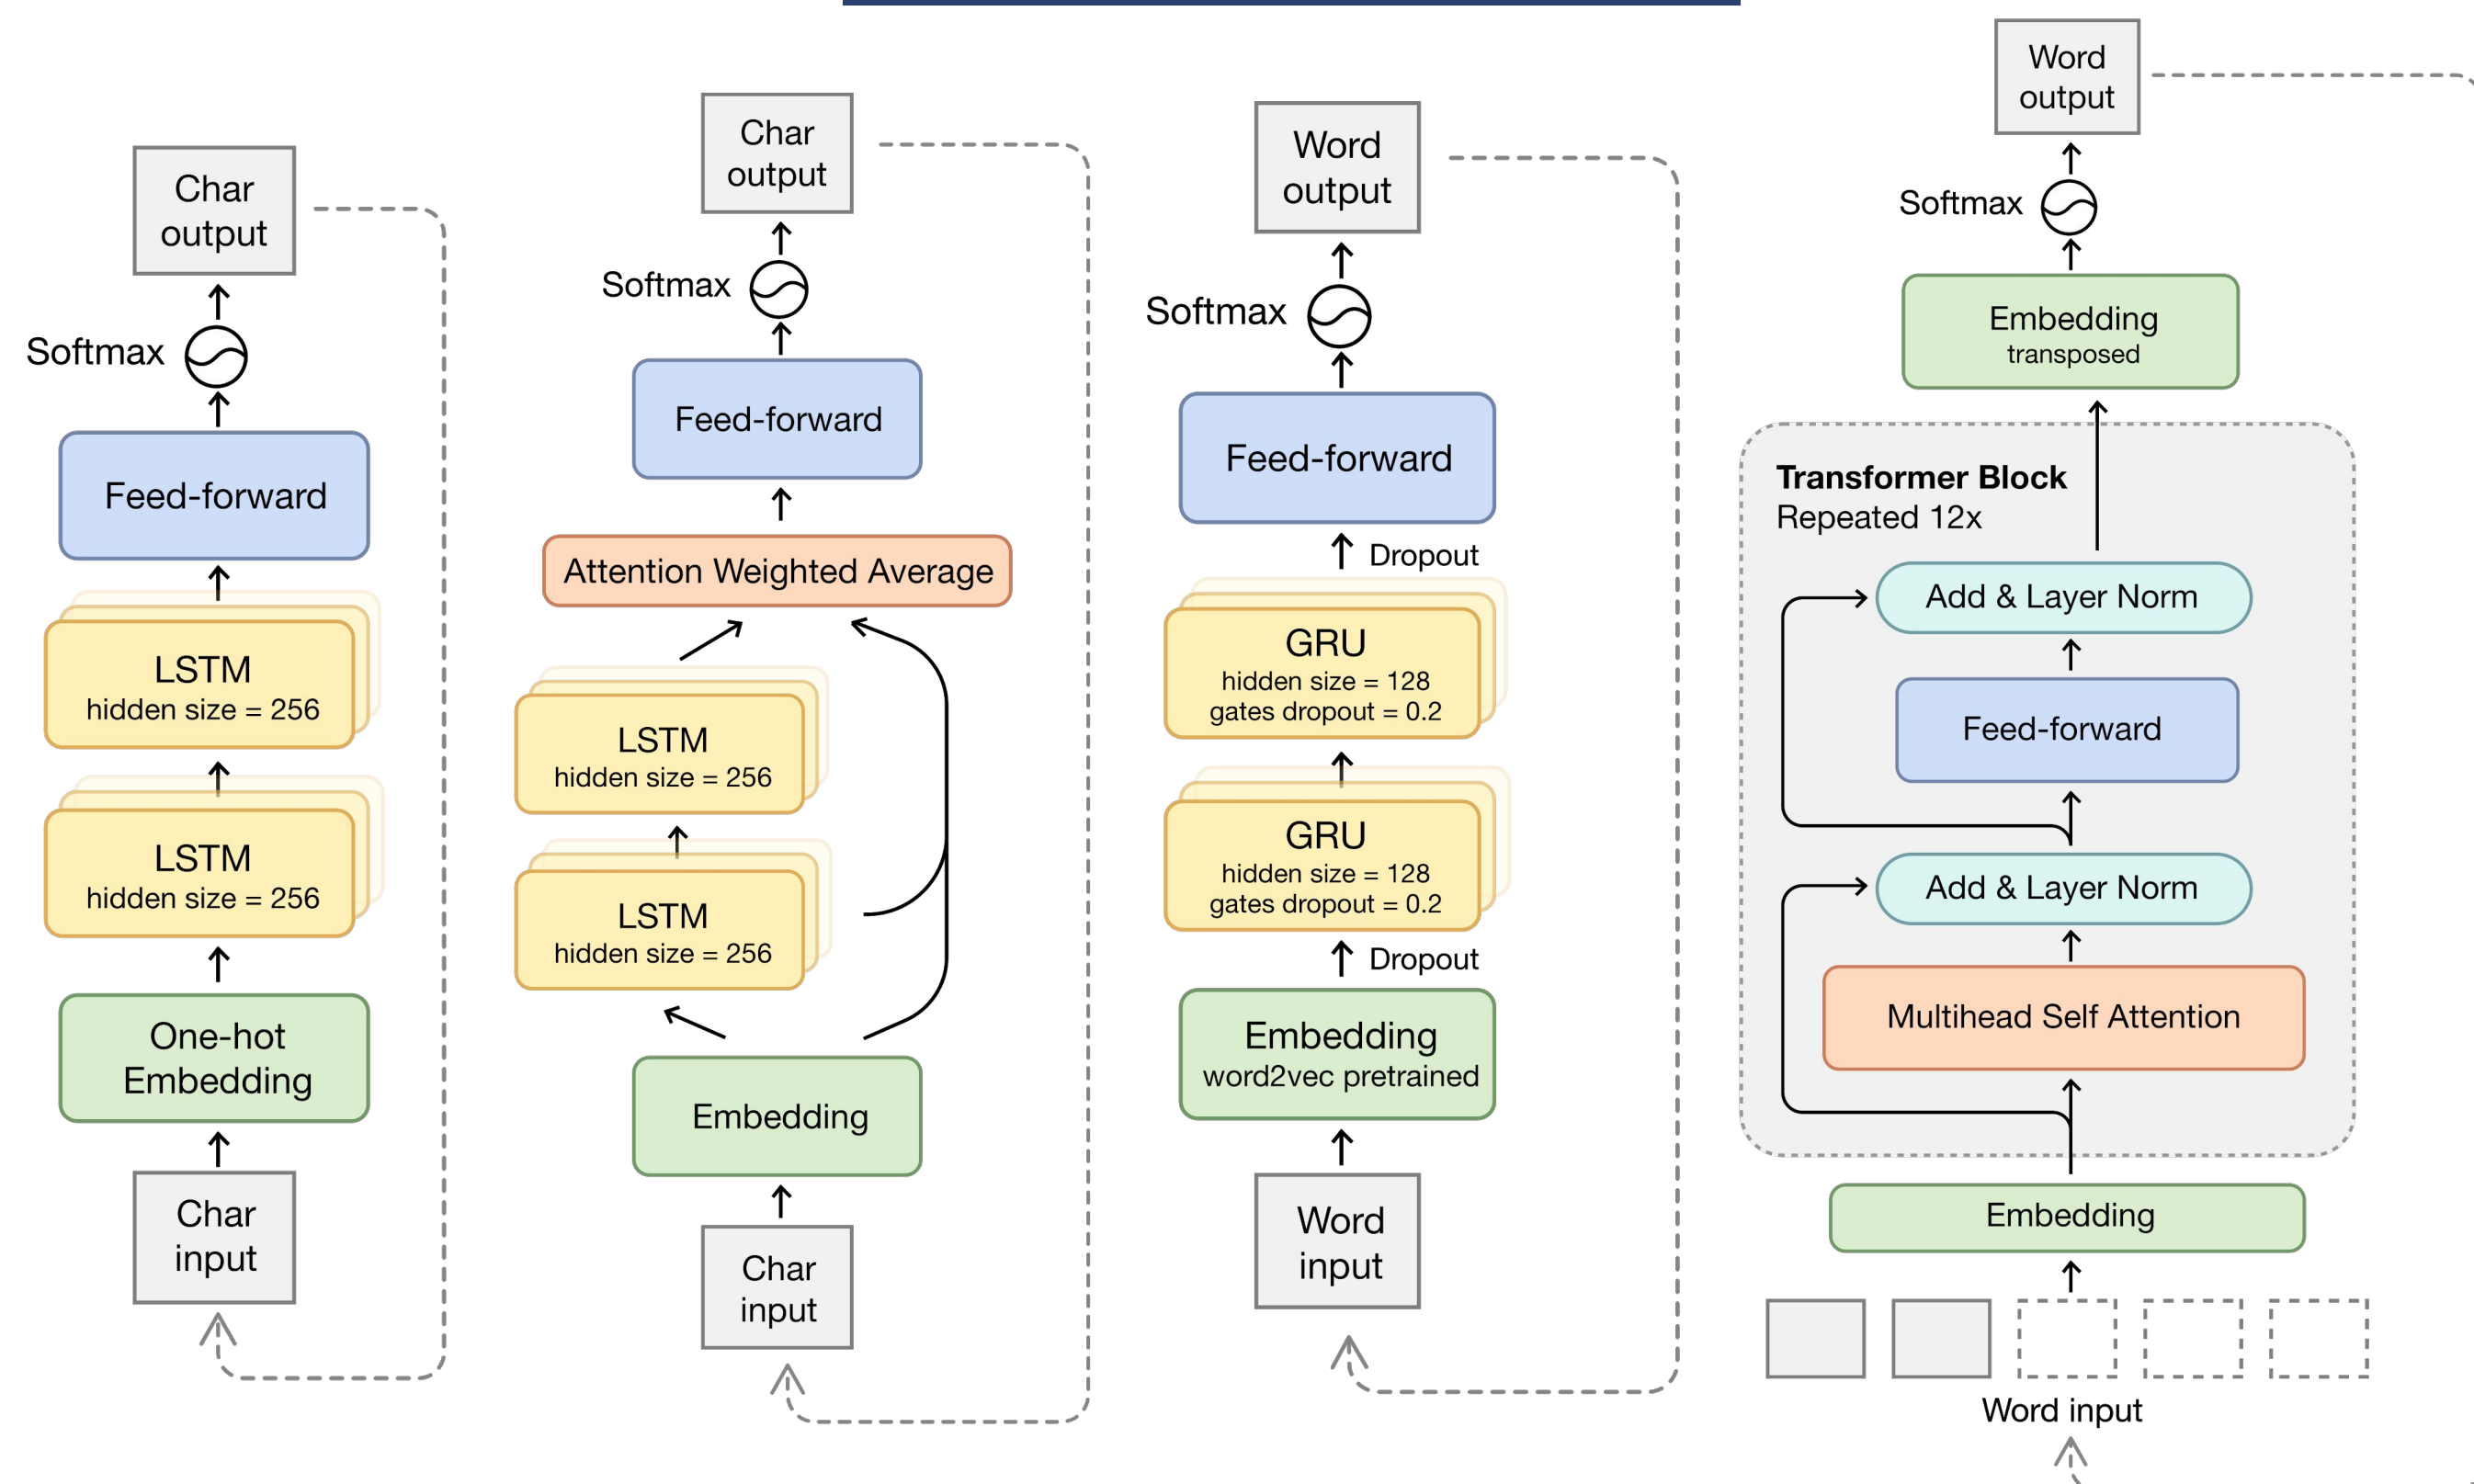 Char
output
Softmax
Feed-forward
LSTM
hidden size = 256
LSTM
hidden size = 256
One-hot
Embedding
Char
input
Char
output
Softmax
Feed-forward
Attention Weighted Average
LSTM
hidden size = 256
LSTM
hidden size = 256
Embedding
Char
input
Word
output
Softmax
Feed-forward
Dropout
GRU
hidden size = 128
gates dropout = 0.2
GRU
hidden size = 128
gates dropout = 0.2
Dropout
Embedding
word2vec pretrained
Word
input
Word
output
Softmax
Embedding
transposed
Transformer Block
Repeated 12x
Add & Layer Norm
Feed-forward
Add & Layer Norm
Multihead Self Attention
Embedding
Word input